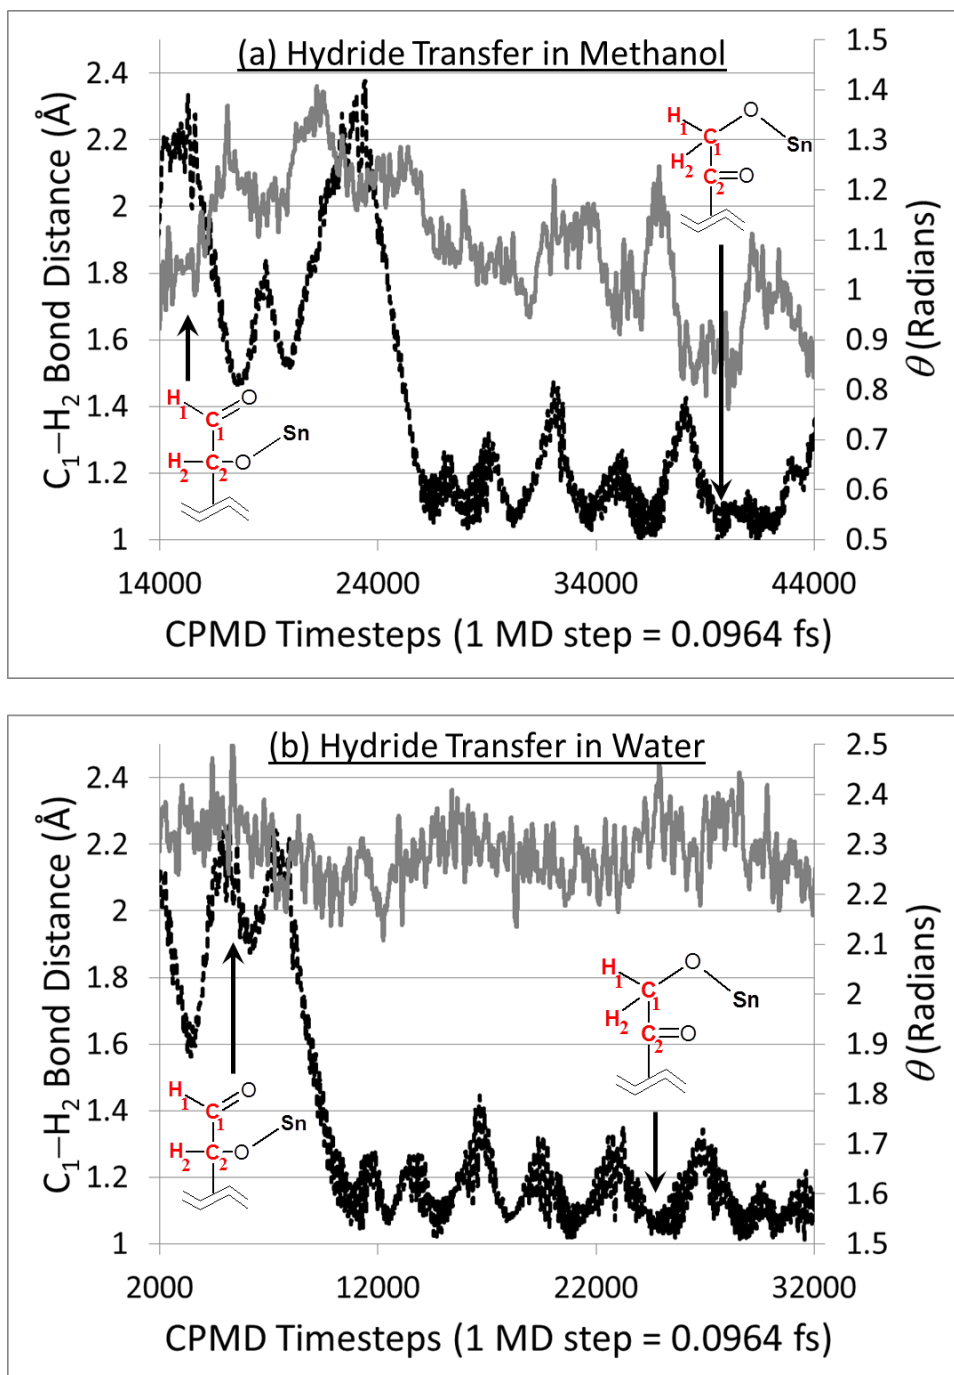 (a) Hydride Transfer in Methanol
C1–H2 Bond Distance (Å)
2.4
2.2
2
1.8
1.6
1.4
1.2
1
1.5
1.4
1.3
1.2
1.1
1
0.9
0.8
0.7
0.6
0.5
θ (Radians)
H1
O
C1
Sn
H2
C2
O
H1
O
C1
Sn
H2
C2
O
14000
24000
34000
44000
CPMD Timesteps (1 MD step = 0.0964 fs)
(b) Hydride Transfer in Water
C1–H2 Bond Distance (Å)
2.4
2.2
2
1.8
1.6
1.4
1.2
1
2.5
2.4
2.3
2.2
2.1
2
1.9
1.8
1.7
1.6
1.5
θ (Radians)
H1
O
C1
Sn
H2
C2
O
H1
O
C1
Sn
H2
C2
O
2000
12000
22000
32000
CPMD Timesteps (1 MD step = 0.0964 fs)